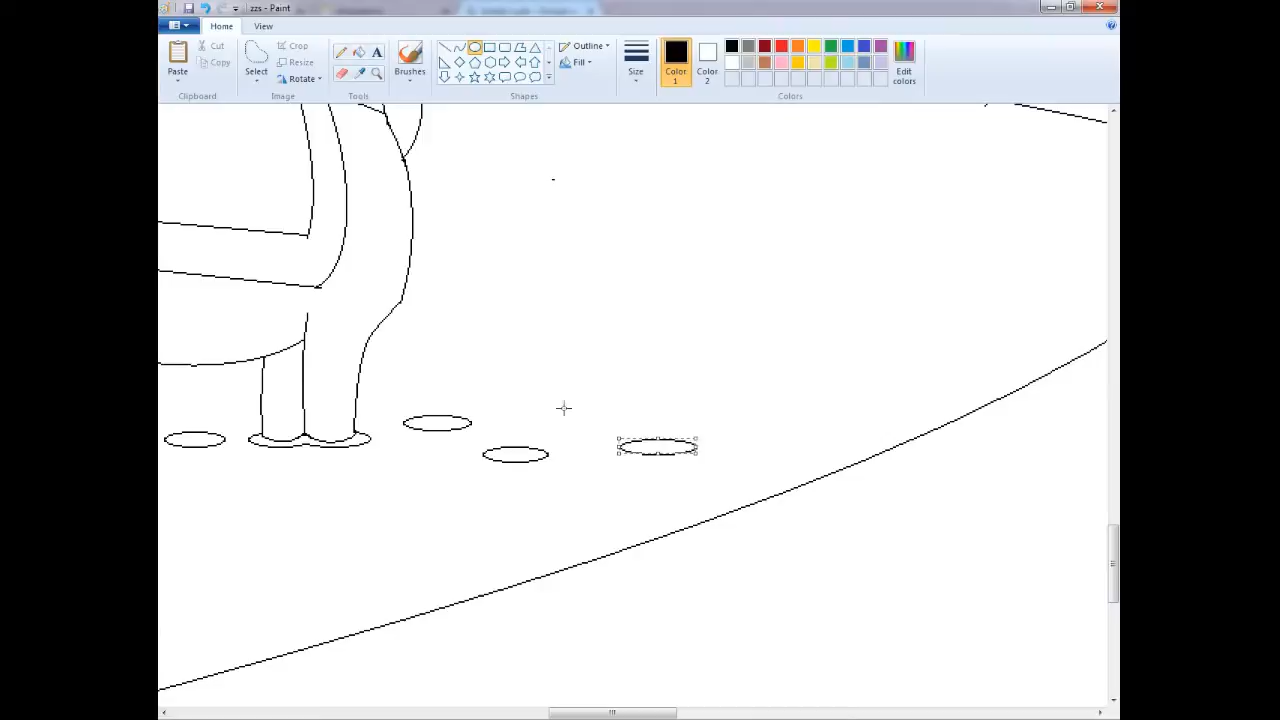 zzs - Paint
Home View
Paste
Cut
Copy
Clipboard
Select
Crop
Resize
Rotate
Image
A
Tools
Brushes
Shapes
Outline
Fill
Size
Color 1
Color 2
Edit colors
Colors